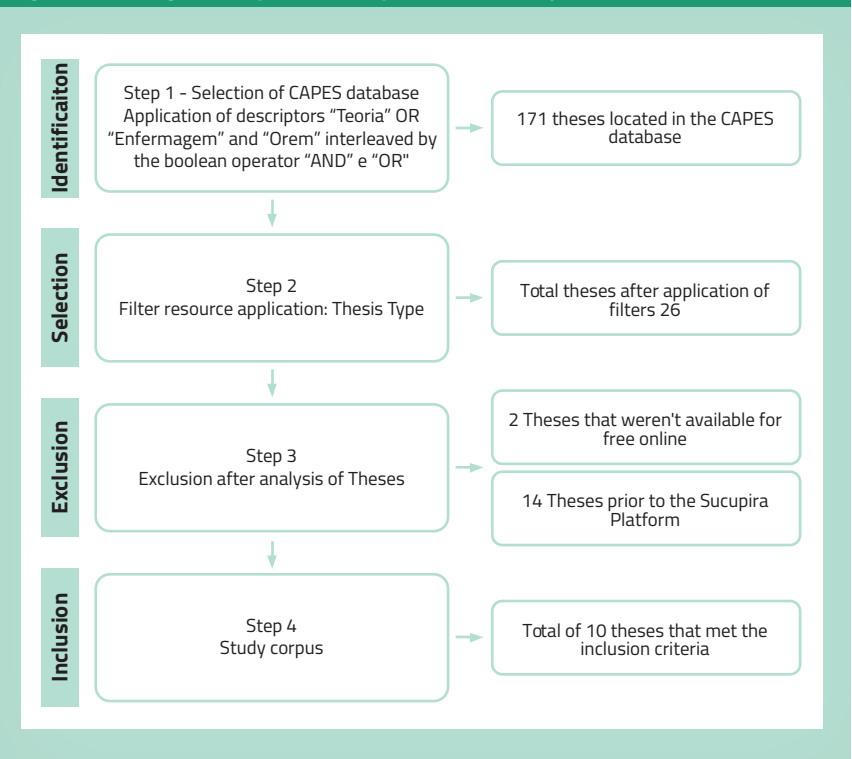 Identificaiton
Step 1 - Selection of CAPES database
Application of descriptors “Teoria” OR
“Enfermagem” and “Orem” interleaved by
the boolean operator “AND” e “OR"
171 theses located in the CAPES
database
Selection
Step 2
Filter resource application: Thesis Type
Total theses after application of
filters 26
Exclusion
Step 3
Exclusion after analysis of Theses
2 Theses that weren't available for
free online
14 Theses prior to the Sucupira
Platform
Inclusion
Step 4
Study corpus
Total of 10 theses that met the
inclusion criteria